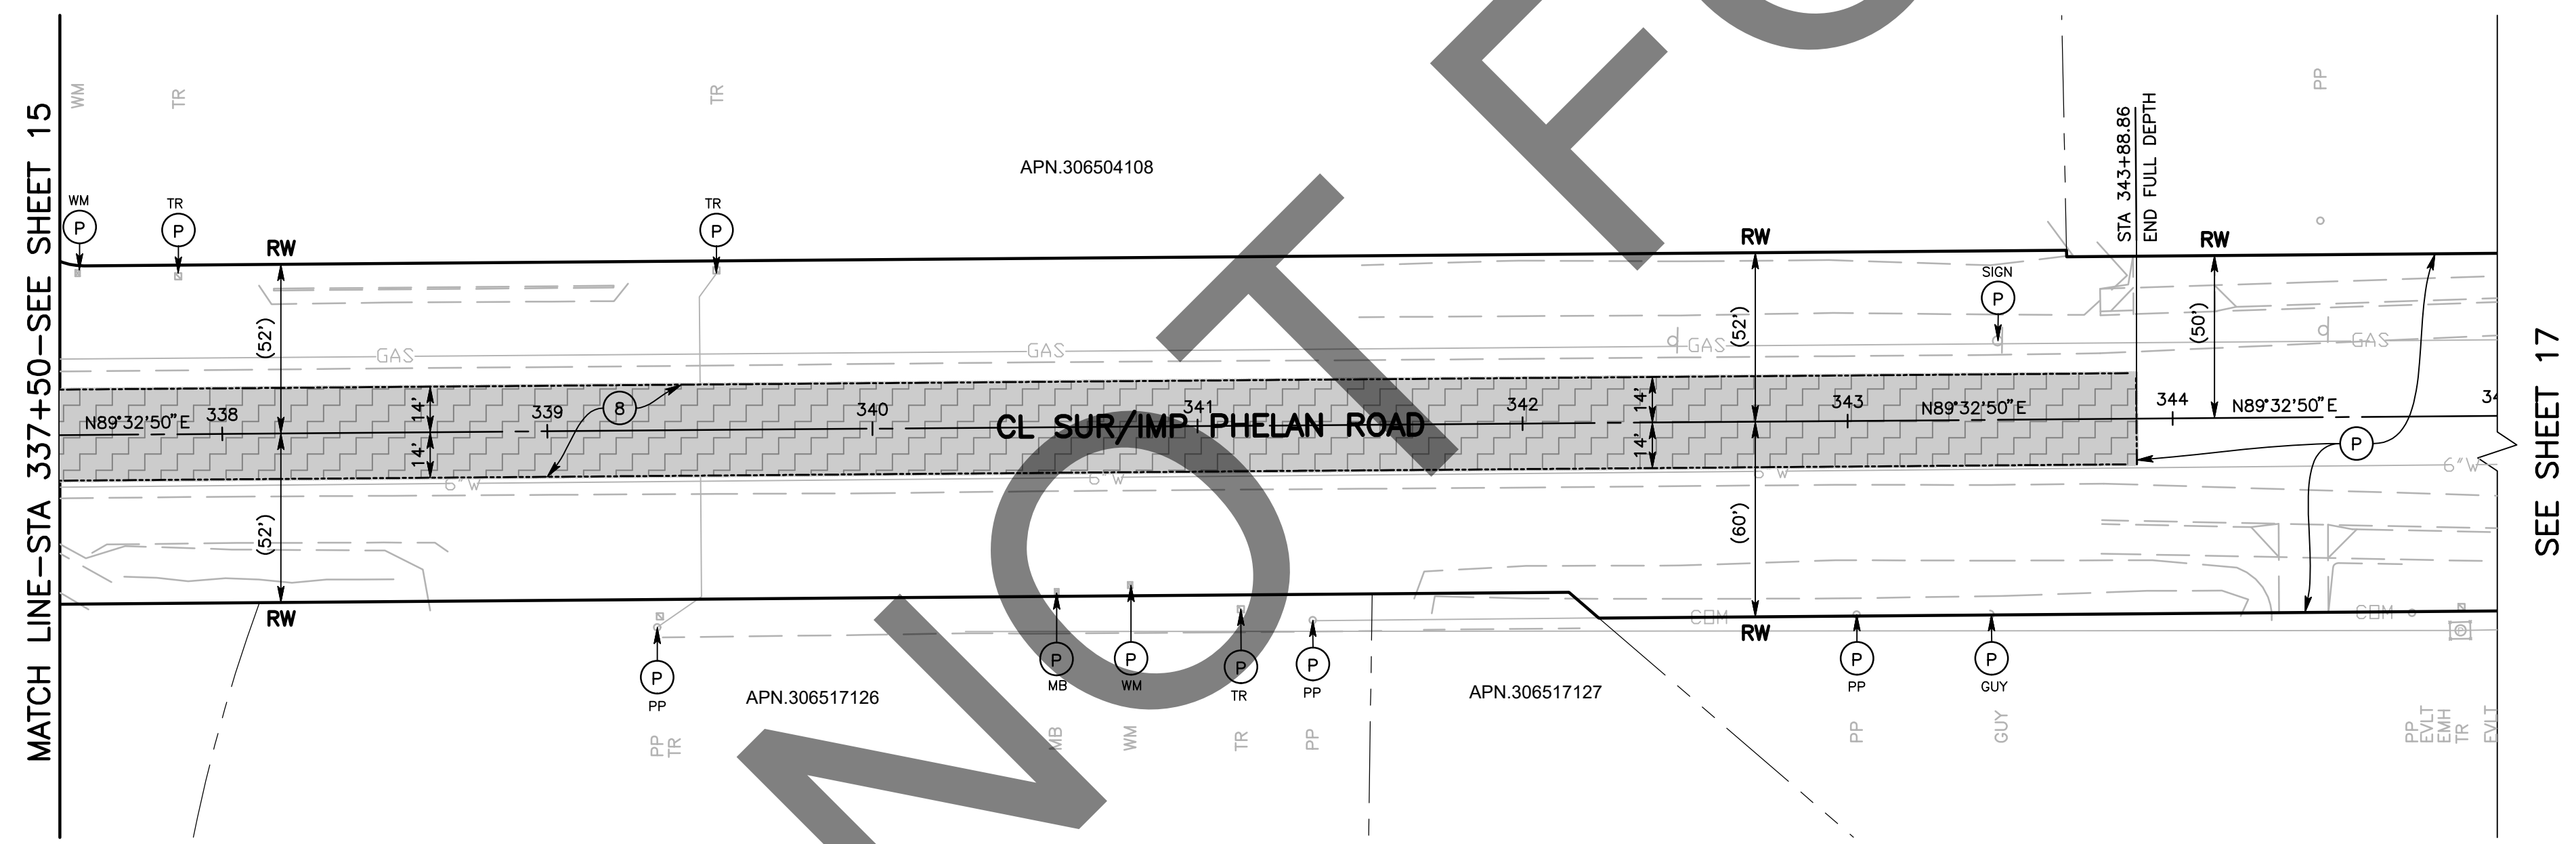 MATCH LINE-STA 337+50-SEE SHEET 15
WM
TR
TR
PP
APN.306504108
STA 343+88.86
END FULL DEPTH
WM
P
TR
P
TR
P
RW
RW
RW
SIGN
P
(52')
(52')
(50')
GAS
GAS
GAS
GAS
N89°32'50"E
338
14'
339
8
340
341
342
14'
343
N89°32'50"E
344
N89°32'50"E
34
CL SUR/IMP PHELAN ROAD
14'
14'
P
6"W
6"W
6"W
(52')
(60')
COM
COM
RW
RW
P
PP
P
MB
P
WM
P
TR
P
PP
P
PP
P
GUY
APN.306517126
APN.306517127
PP
TR
MB
WM
TR
PP
PP
GUY
PP
EVLT
EMH
TR
EVLT
SEE SHEET 17
NOT FO